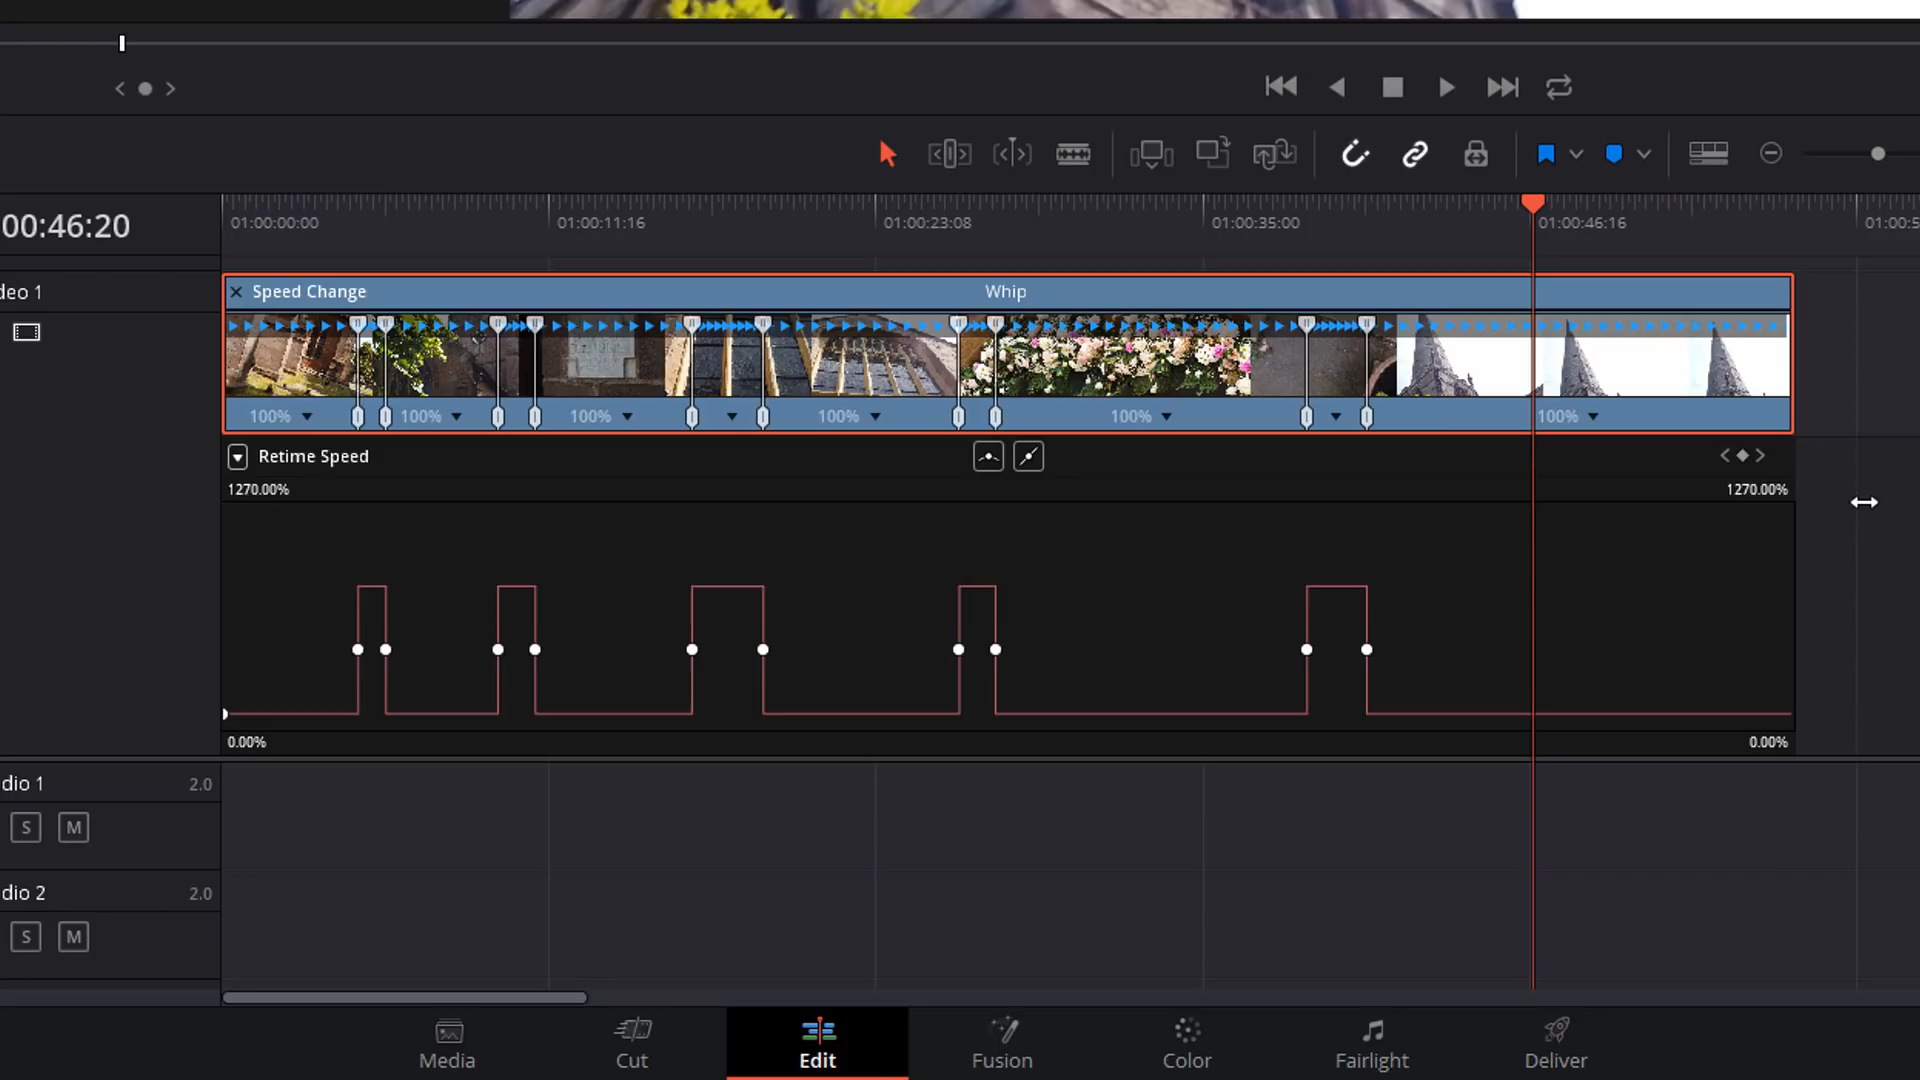 01:00:00:00 01:00:11:16 01:00:23:08 01:00:35:00 01:00:46:16 01:00:5
00:46:20
deo 1
Speed Change Whip
100% 100% 100% 100% 100% 100%
Retime Speed
1270.00% 1270.00%
0.00% 0.00%
dio 1 2.0
S M
dio 2 2.0
S M
Media Cut Edit Fusion Color Fairlight Deliver